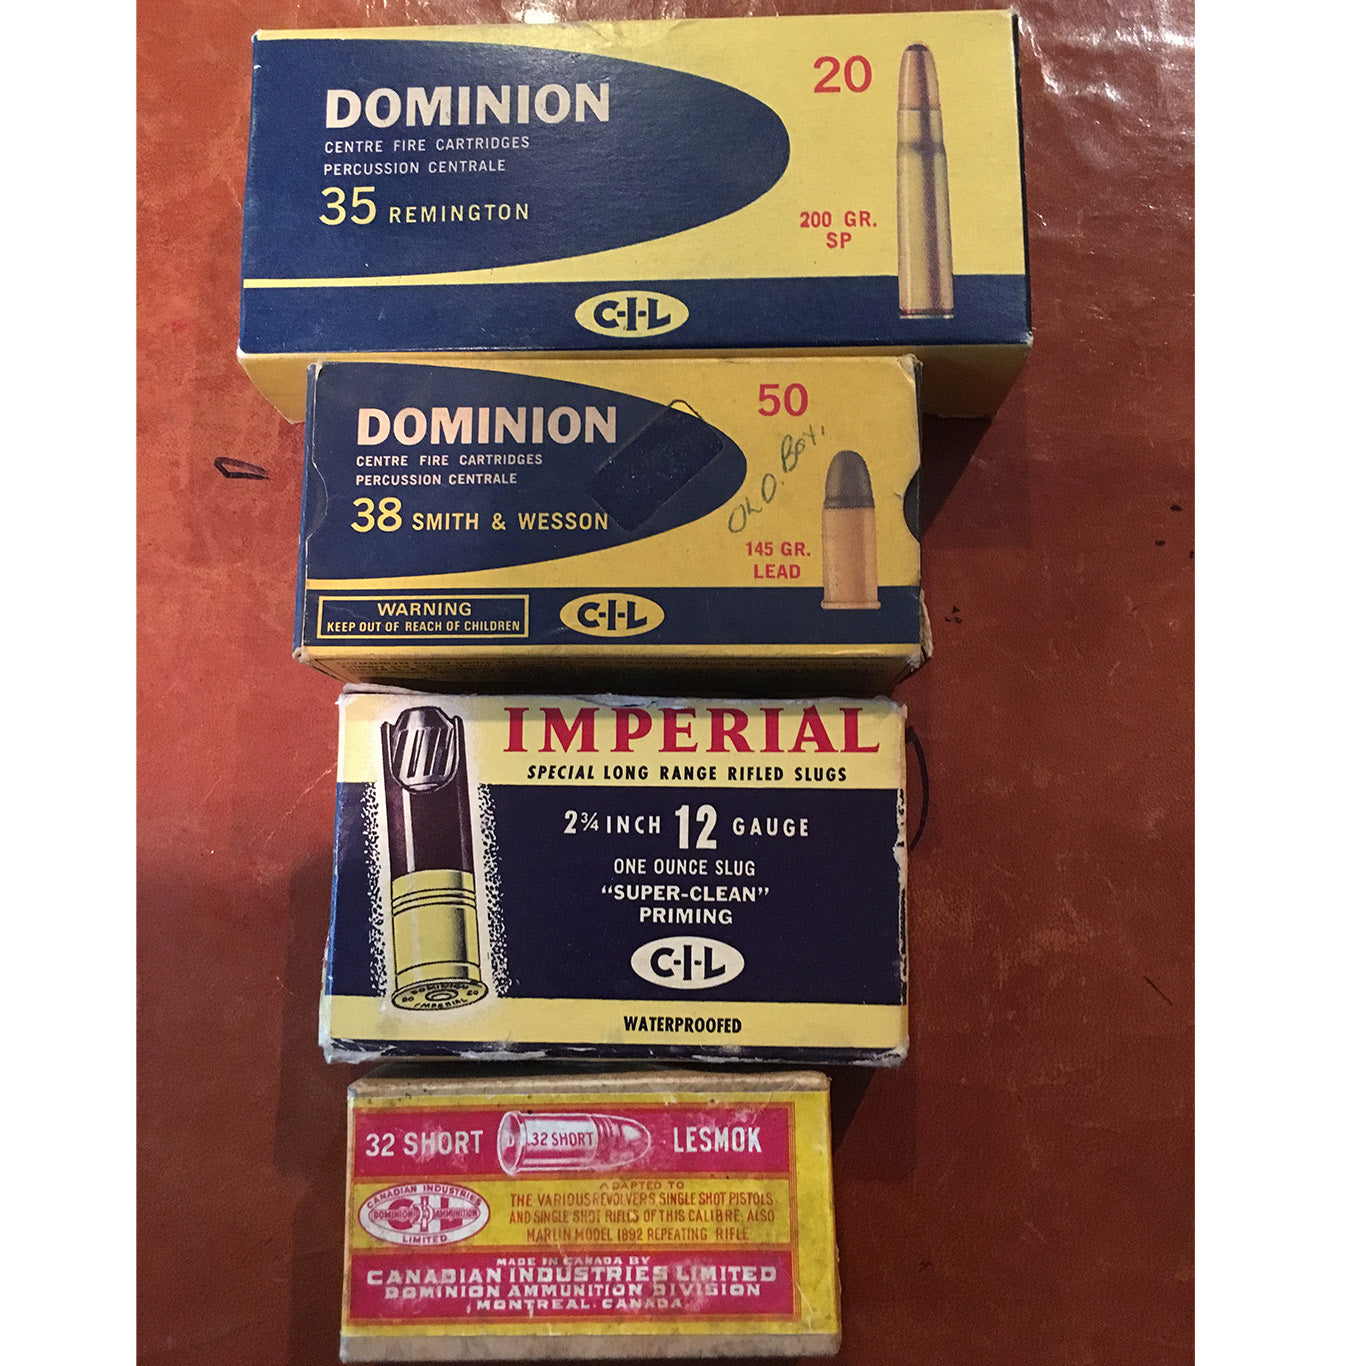 DOMINION
CENTRE FIRE CARTRIDGES
PERCUSSION CENTRALE
35 REMINGTON
20
200 GR.
SP
C-I-L
DOMINION
CENTRE FIRE CARTRIDGES
PERCUSSION CENTRALE
38 SMITH & WESSON
50
OLD. BOX.
145 GR.
LEAD
WARNING
KEEP OUT OF REACH OF CHILDREN
C-I-L
IMPERIAL
SPECIAL LONG RANGE RIFLED SLUGS
2¾ INCH 12 GAUGE
ONE OUNCE SLUG
"SUPER-CLEAN"
PRIMING
C-I-L
WATERPROOFED
DOMINION
IMPERIAL
32 SHORT
D .32 SHORT
LESMOK
CANADIAN INDUSTRIES
DOMINION CIL AMMUNITION
LIMITED
ADAPTED TO
THE VARIOUS REVOLVERS SINGLE SHOT PISTOLS
AND SINGLE SHOT RIFLES OF THIS CALIBRE; ALSO
MARLIN MODEL 1892 REPEATING RIFLE
MADE IN CANADA BY
CANADIAN INDUSTRIES LIMITED
DOMINION AMMUNITION DIVISION
MONTREAL. CANADA.